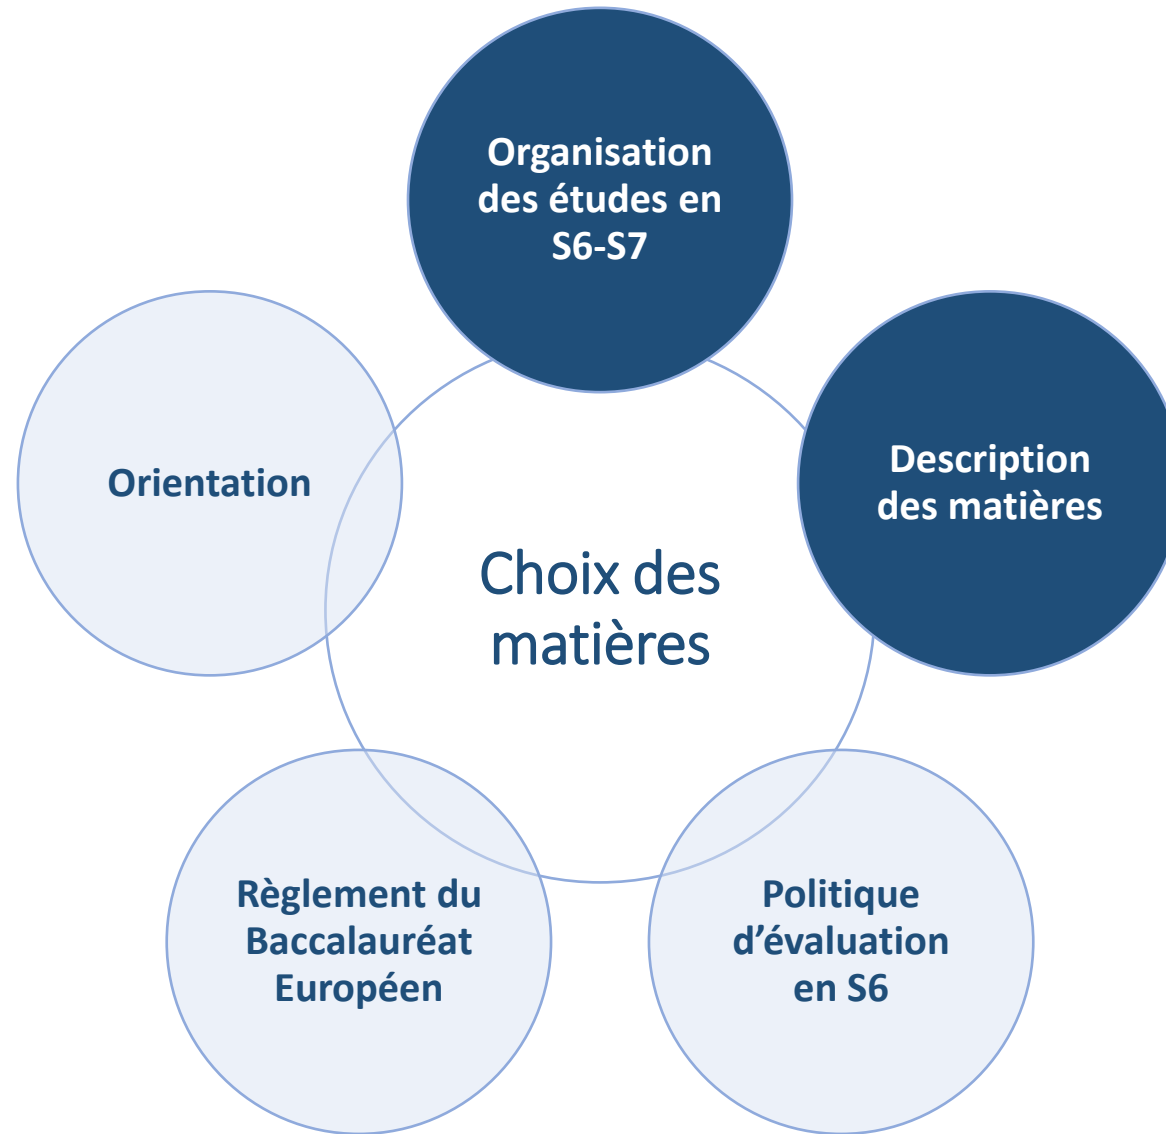 Organisation
des études en
S6-S7
Orientation
Description
des matières
Choix des
matières
Règlement du
Baccalauréat
Européen
Politique
d’évaluation
en S6